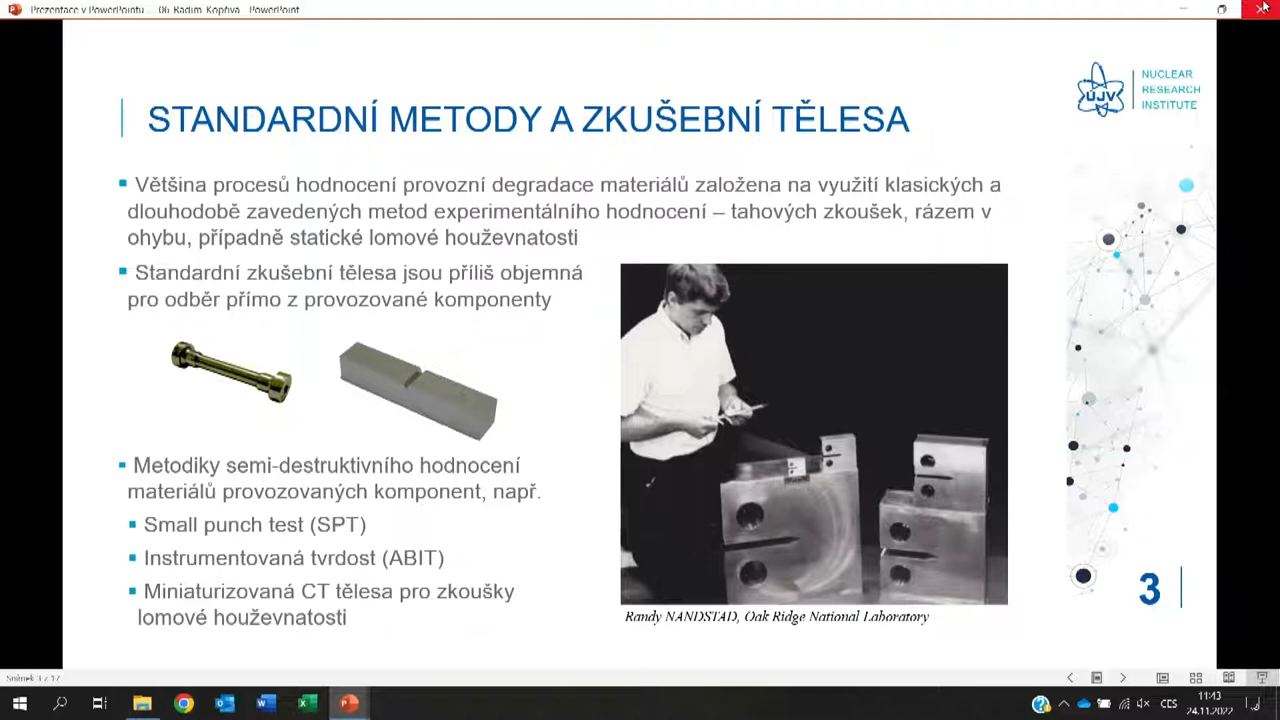 Prezentace v PowerPointu ... 06_Radim_Kopřiva - PowerPoint
NUCLEAR
RESEARCH
INSTITUTE
ÚJV
STANDARDNÍ METODY A ZKUŠEBNÍ TĚLESA
Většina procesů hodnocení provozní degradace materiálů založena na využití klasických a
dlouhodobě zavedených metod experimentálního hodnocení – tahových zkoušek, rázem v
ohybu, případně statické lomové houževnatosti
Standardní zkušební tělesa jsou příliš objemná
pro odběr přímo z provozované komponenty
Metodiky semi-destruktivního hodnocení
materiálů provozovaných komponent, např.
Small punch test (SPT)
Instrumentovaná tvrdost (ABIT)
Miniaturizovaná CT tělesa pro zkoušky
lomové houževnatosti
Randy NANDSTAD, Oak Ridge National Laboratory
3
Snímek 3 z 17
CES
11:43
24.11.2022